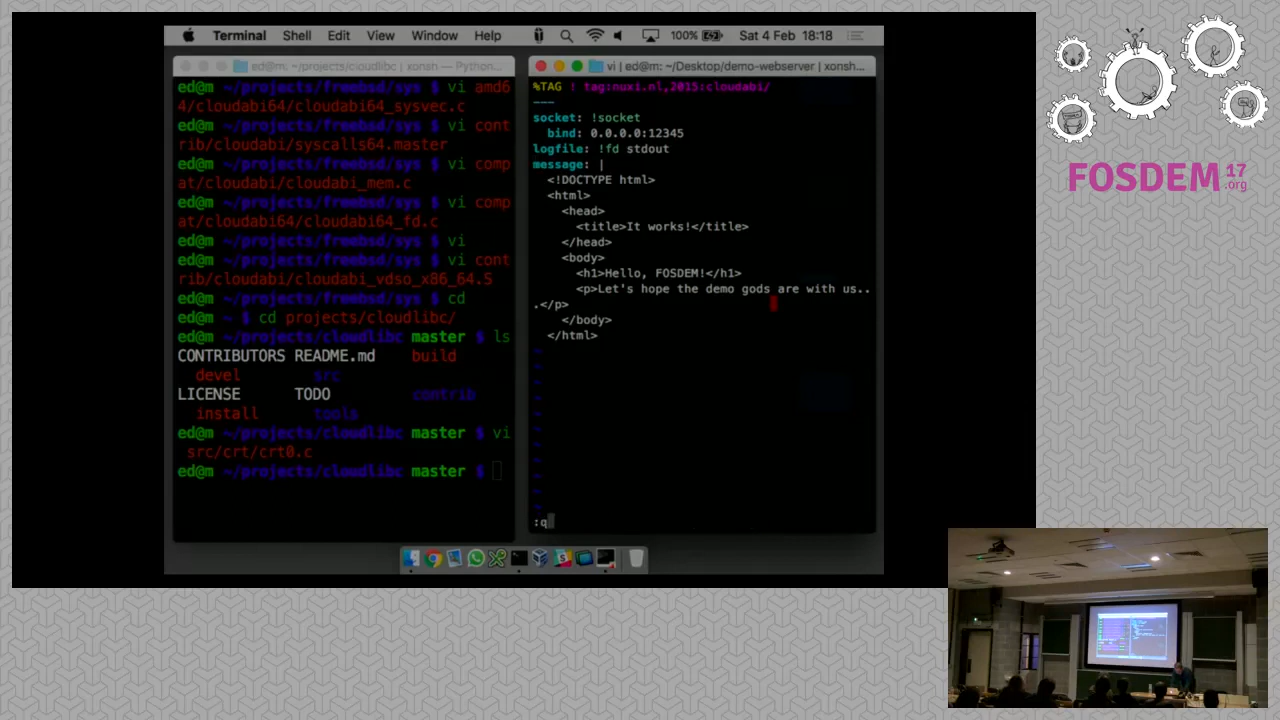 Terminal Shell Edit View Window Help 100% Sat 4 Feb 18:18
ed@m: ~/projects/cloudlibc | xonsh — Python...
ed@m ~/projects/freebsd/sys $ vi amd6
4/cloudabi64/cloudabi64_sysvec.c
ed@m ~/projects/freebsd/sys $ vi cont
rib/cloudabi/syscalls64.master
ed@m ~/projects/freebsd/sys $ vi comp
at/cloudabi/cloudabi_mem.c
ed@m ~/projects/freebsd/sys $ vi comp
at/cloudabi64/cloudabi64_fd.c
ed@m ~/projects/freebsd/sys $ vi
ed@m ~/projects/freebsd/sys $ vi cont
rib/cloudabi/cloudabi_vdso_x86_64.S
ed@m ~/projects/freebsd/sys $ cd
ed@m ~ $ cd projects/cloudlibc/
ed@m ~/projects/cloudlibc master $ ls
CONTRIBUTORS README.md build
devel src
LICENSE TODO contrib
install tools
ed@m ~/projects/cloudlibc master $ vi
src/crt/crt0.c
ed@m ~/projects/cloudlibc master $
vi | ed@m: ~/Desktop/demo-webserver | xonsh...
%TAG ! tag:nuxi.nl,2015:cloudabi/
---
socket: !socket
bind: 0.0.0.0:12345
logfile: !fd stdout
message: |
<!DOCTYPE html>
<html>
<head>
<title>It works!</title>
</head>
<body>
<h1>Hello, FOSDEM!</h1>
<p>Let's hope the demo gods are with us..
.</p>
</body>
</html>
~
~
~
~
~
~
~
~
~
~
~
:q
FOSDEM 17
.org